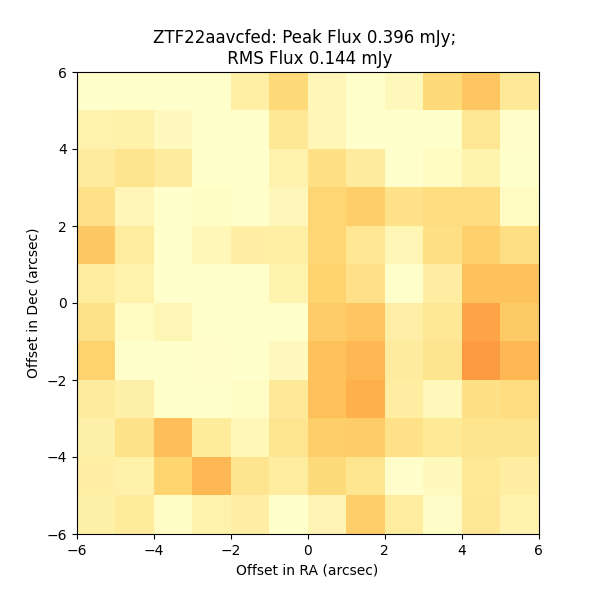 ZTF22aavcfed: Peak Flux 0.396 mJy;
RMS Flux 0.144 mJy
6
4
2
0
−2
−4
−6
Offset in Dec (arcsec)
−6 −4 −2 0 2 4 6
Offset in RA (arcsec)